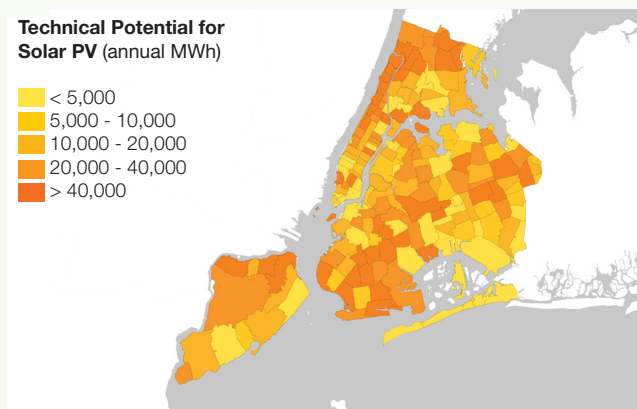 Technical Potential for
Solar PV (annual MWh)
< 5,000
5,000 - 10,000
10,000 - 20,000
20,000 - 40,000
> 40,000